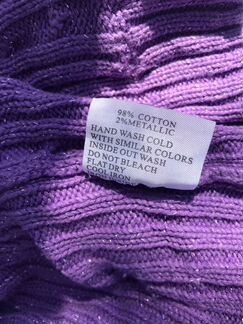 98% COTTON
2%METALLIC
HAND WASH COLD
WITH SIMILAR COLORS
INSIDE OUT WASH
DO NOT BLEACH
FLAT DRY
COOL IRON